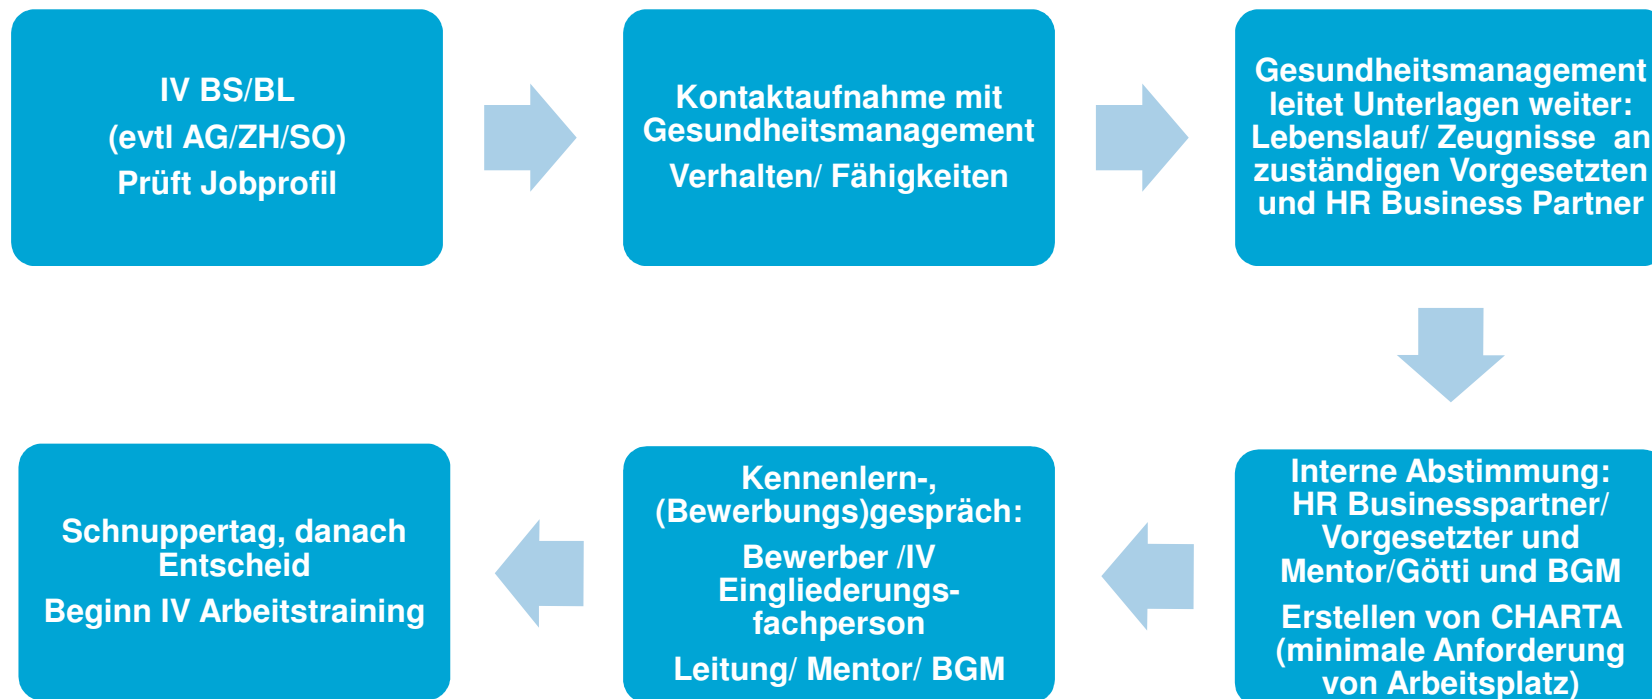 IV BS/BL
(evtl AG/ZH/SO)
Prüft Jobprofil
Kontaktaufnahme mit
Gesundheitsmanagement
Verhalten/ Fähigkeiten
Gesundheitsmanagement
leitet Unterlagen weiter:
Lebenslauf/ Zeugnisse an
zuständigen Vorgesetzten
und HR Business Partner
Interne Abstimmung:
HR Businesspartner/
Vorgesetzter und
Mentor/Götti und BGM
Erstellen von CHARTA
(minimale Anforderung
von Arbeitsplatz)
Kennenlern-,
(Bewerbungs)gespräch:
Bewerber /IV
Eingliederungs-
fachperson
Leitung/ Mentor/ BGM
Schnuppertag, danach
Entscheid
Beginn IV Arbeitstraining